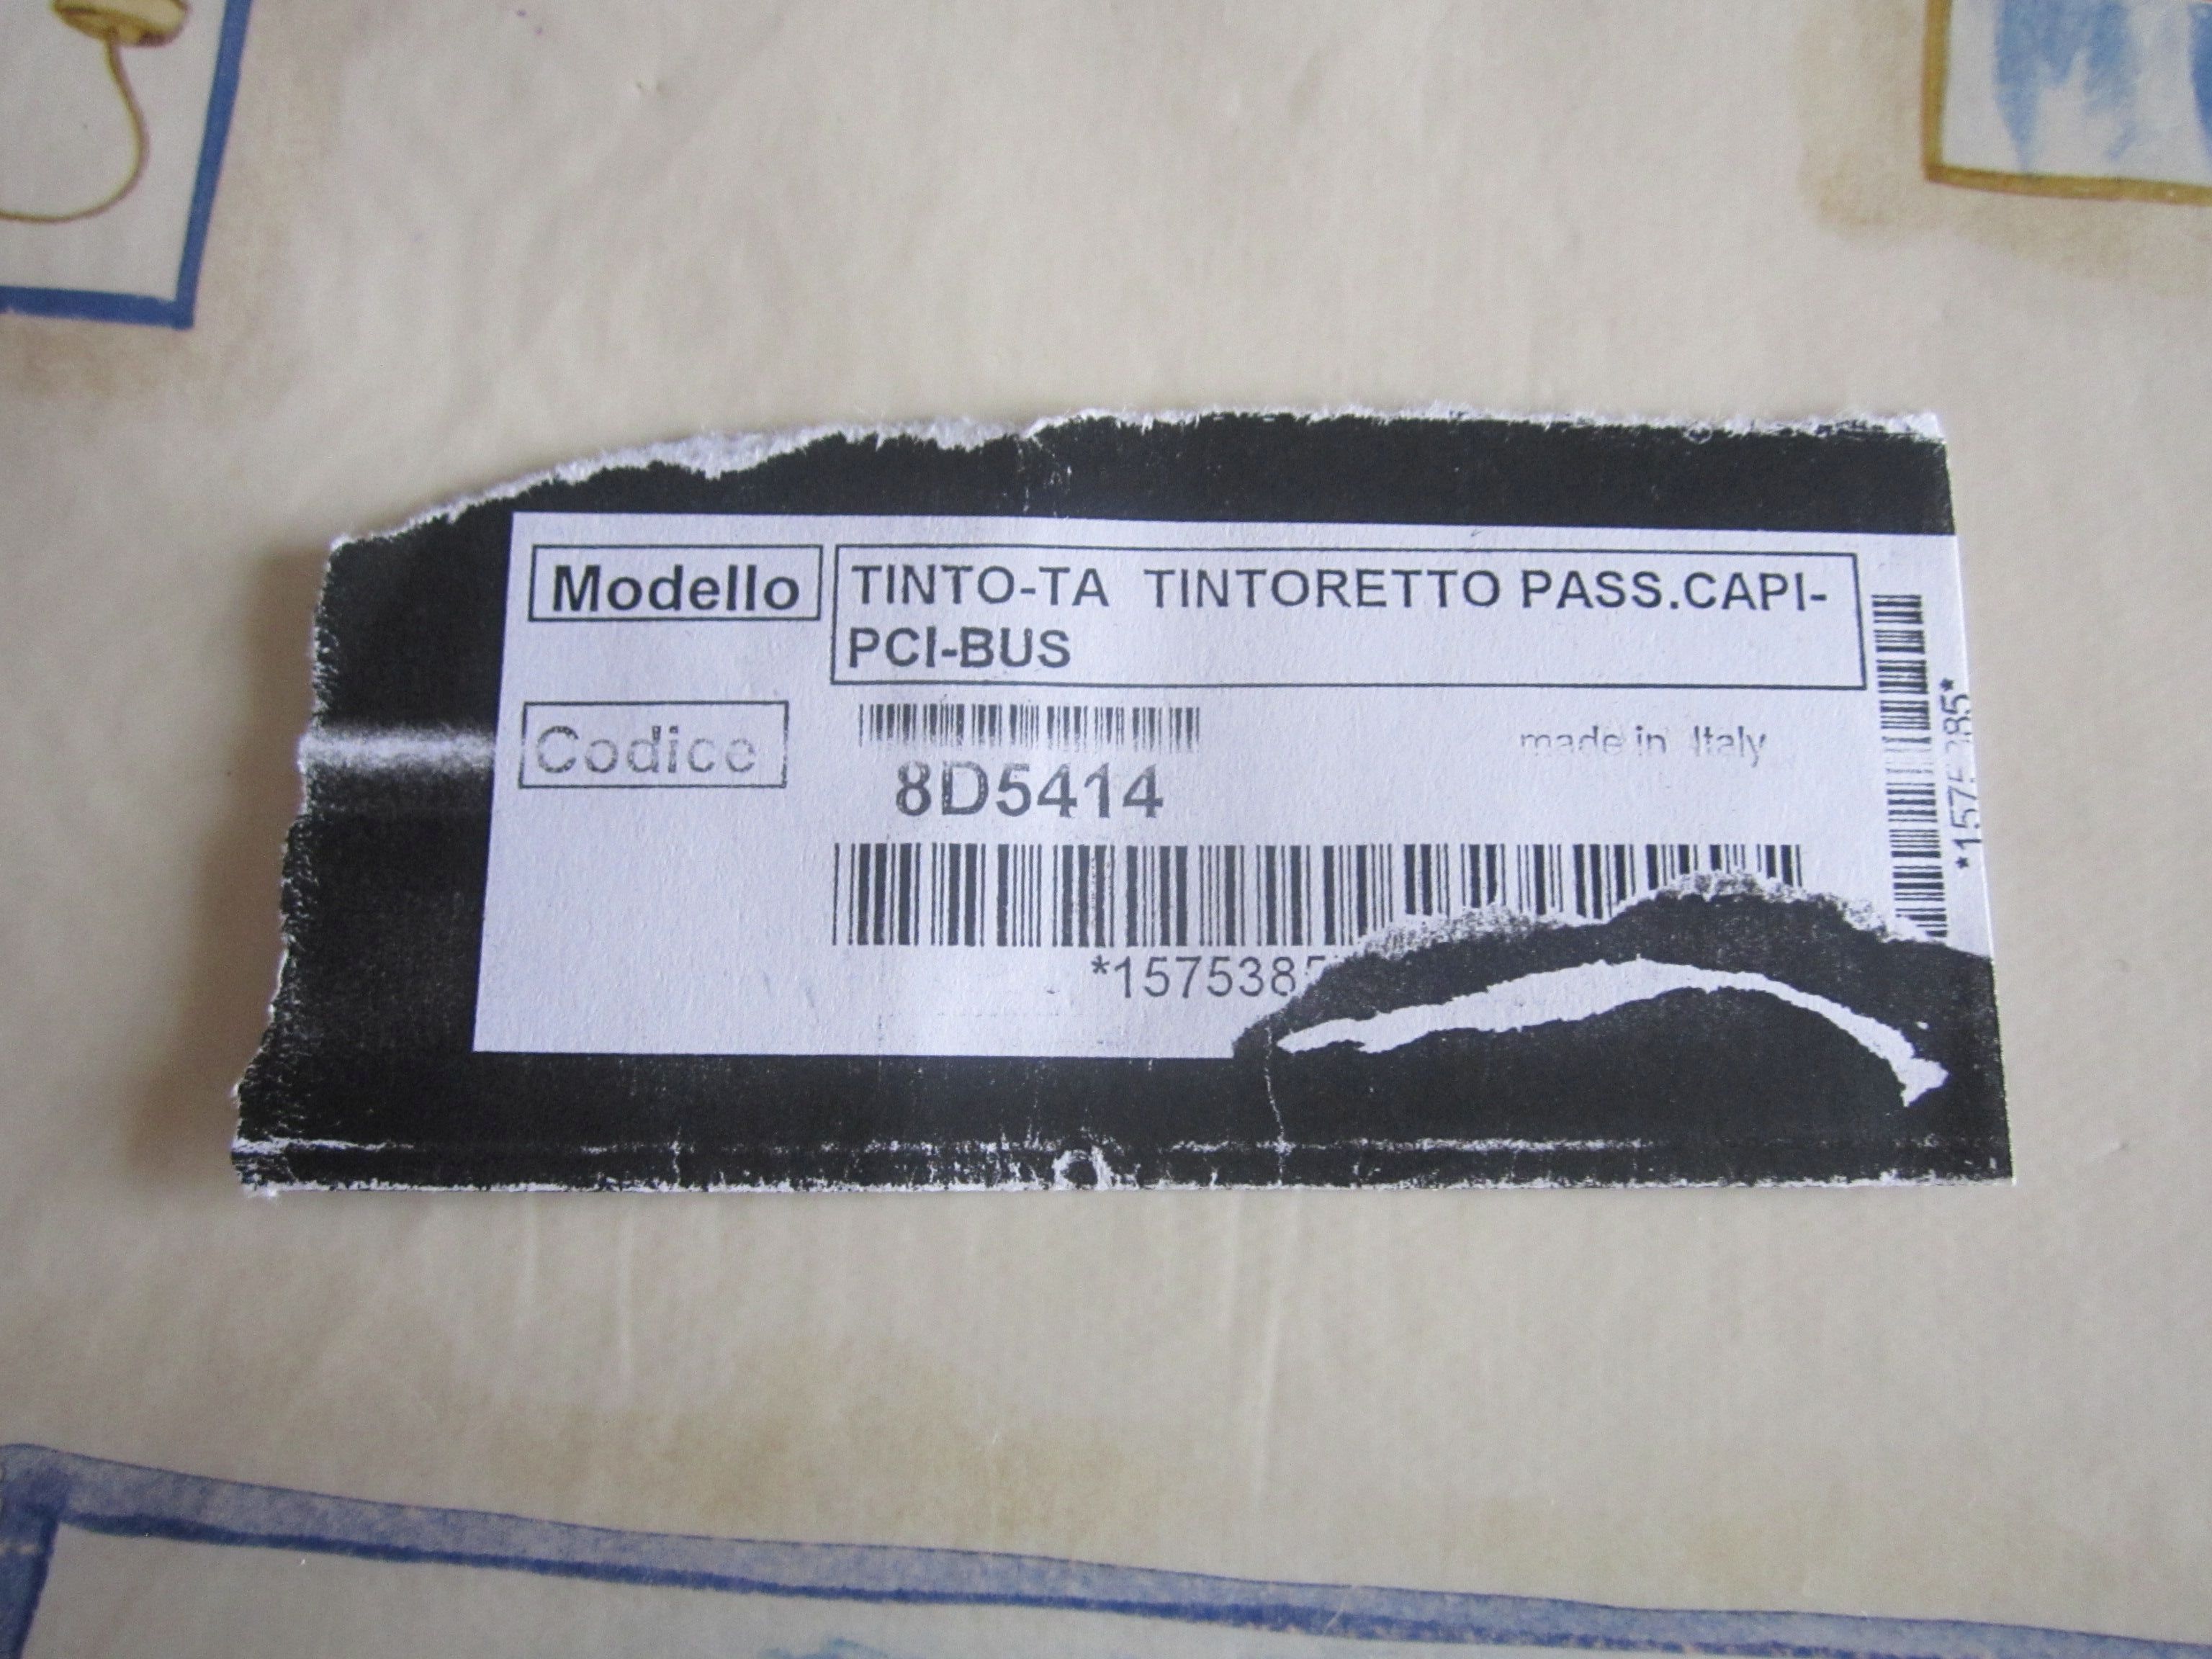 Modello
TINTO-TA TINTORETTO PASS.CAPI-
PCI-BUS
Codice
made in Italy
8D5414
*157538